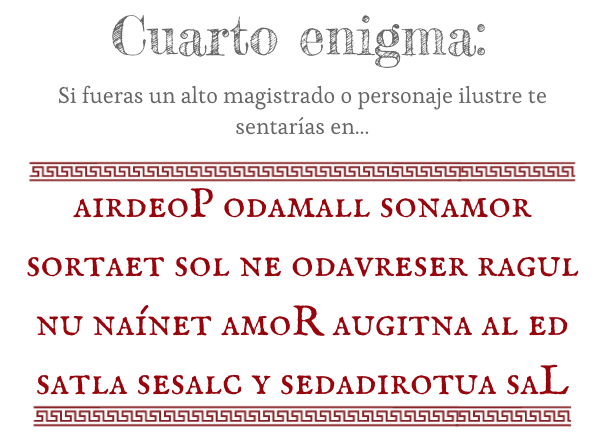 Cuarto enigma:
Si fueras un alto magistrado o personaje ilustre te
sentarías en...
airdeoP odamall sonamor
sortaet sol ne odavreser ragul
nu naínet amoR augitna al ed
satla sesalc y sedadirotua saL